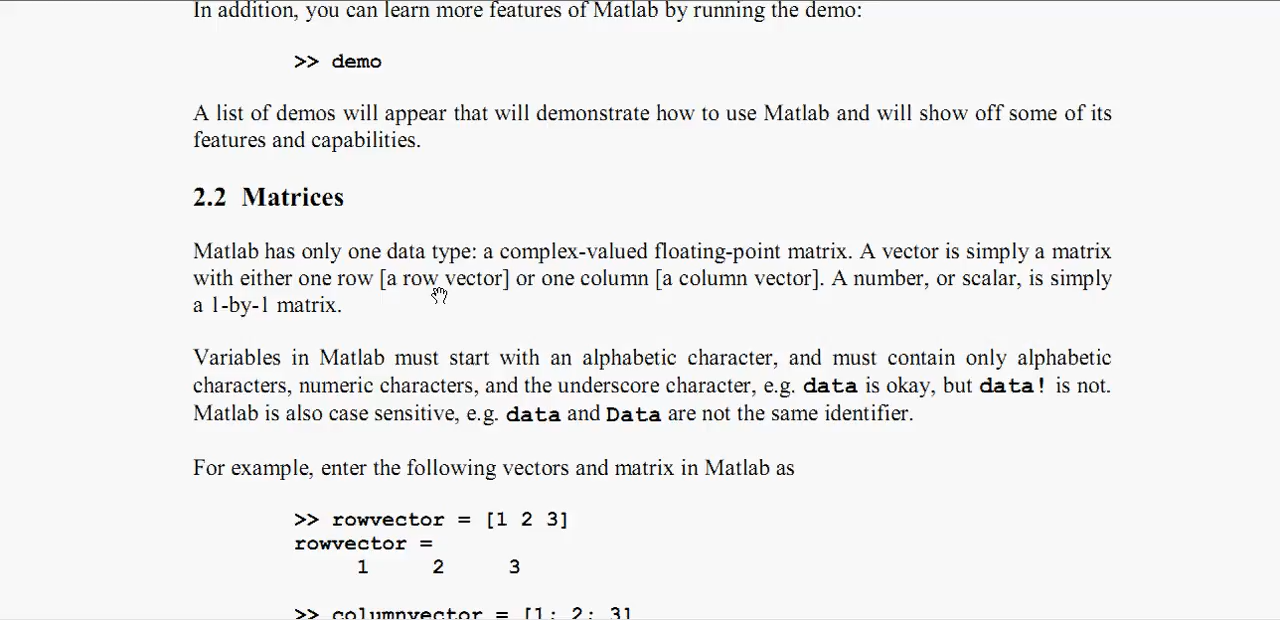 In addition, you can learn more features of Matlab by running the demo:
>> demo
A list of demos will appear that will demonstrate how to use Matlab and will show off some of its
features and capabilities.
2.2 Matrices
Matlab has only one data type: a complex-valued floating-point matrix. A vector is simply a matrix
with either one row [a row vector] or one column [a column vector]. A number, or scalar, is simply
a 1-by-1 matrix.
Variables in Matlab must start with an alphabetic character, and must contain only alphabetic
characters, numeric characters, and the underscore character, e.g. data is okay, but data! is not.
Matlab is also case sensitive, e.g. data and Data are not the same identifier.
For example, enter the following vectors and matrix in Matlab as
>> rowvector = [1 2 3]
rowvector =
1 2 3
>> columnvector = [1; 2; 3]